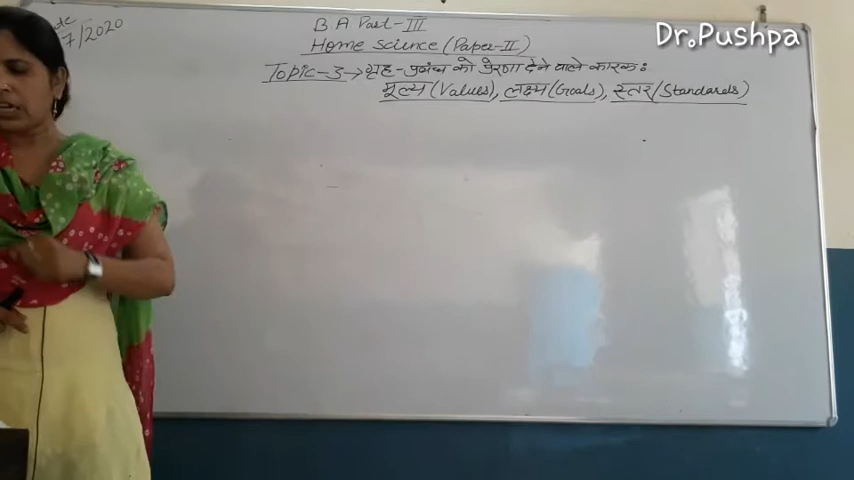 7/2020
B A Part-III
Home Science (Paper-II)
Topic-3→ गृह-प्रबंध को प्रेरणा देने वाले कारक:
मूल्य (Values), लक्ष्य (Goals), स्तर (Standards)
Dr.Pushpa